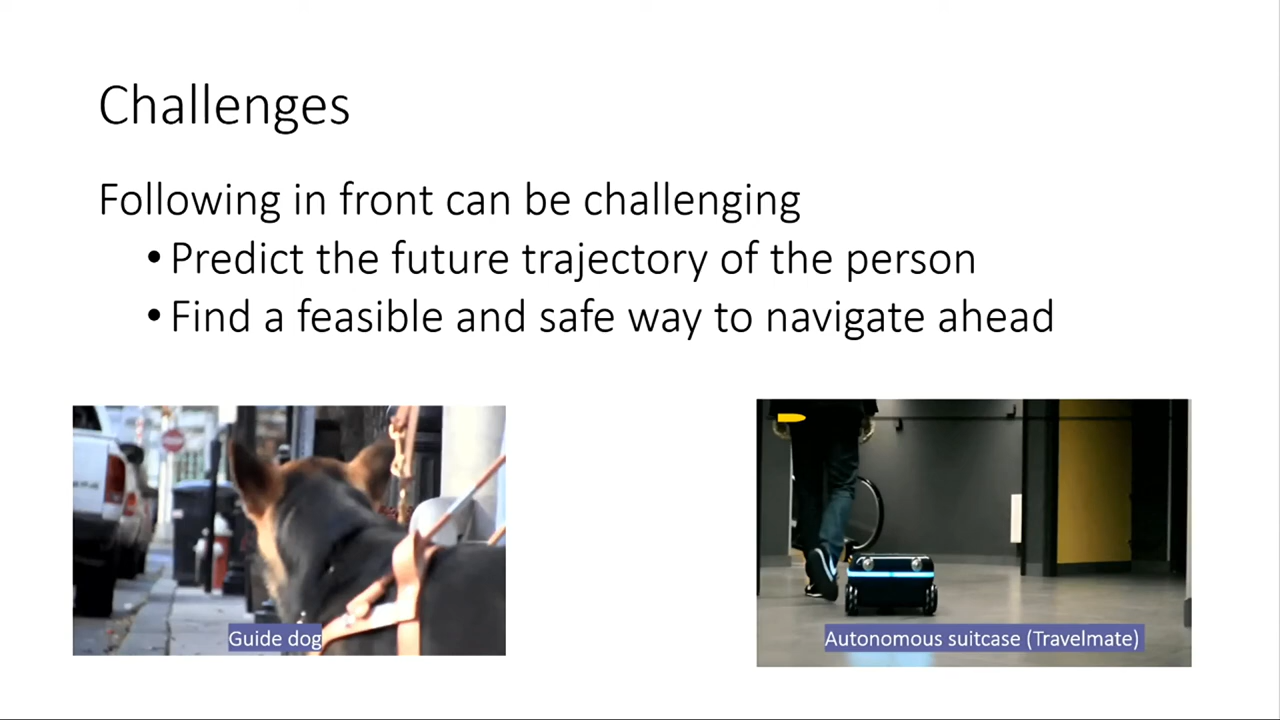 Challenges
Following in front can be challenging
• Predict the future trajectory of the person
• Find a feasible and safe way to navigate ahead
Guide dog
Autonomous suitcase (Travelmate)